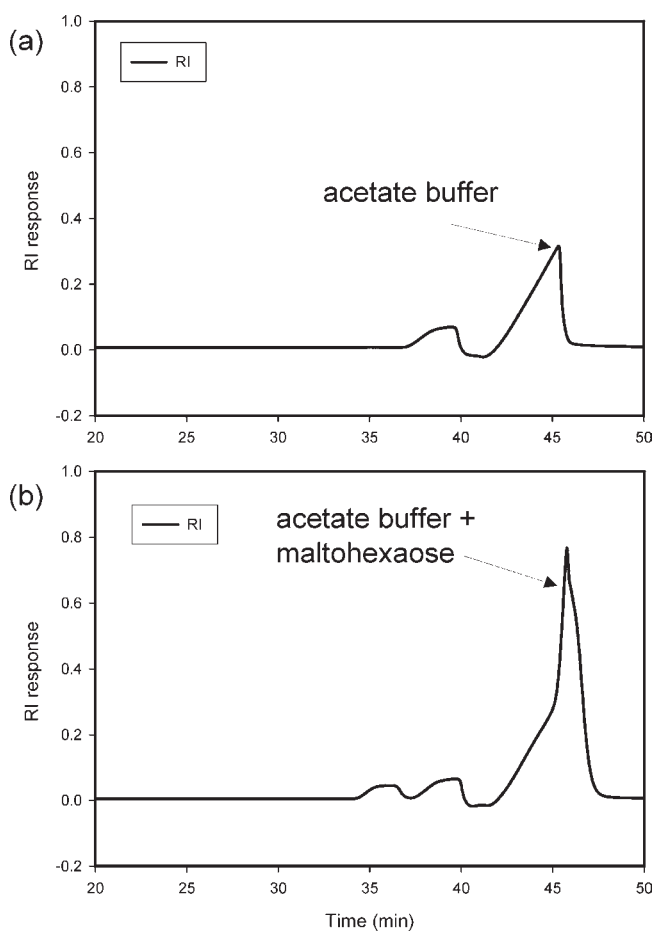 (a)
1.0
0.8
0.6
0.4
0.2
0.0
-0.2
RI response
RI
acetate buffer
20 25 30 35 40 45 50
(b)
1.0
0.8
0.6
0.4
0.2
0.0
-0.2
RI response
RI
acetate buffer +
maltohexaose
20 25 30 35 40 45 50
Time (min)